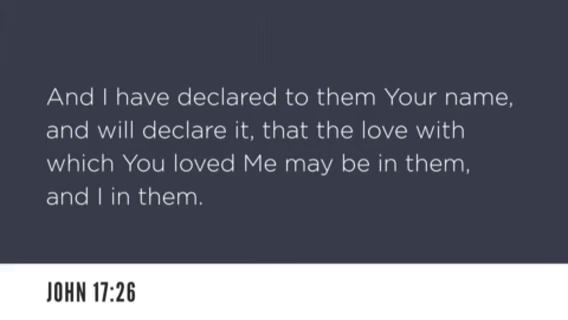 And I have declared to them Your name,
and will declare it, that the love with
which You loved Me may be in them,
and I in them.
JOHN 17:26